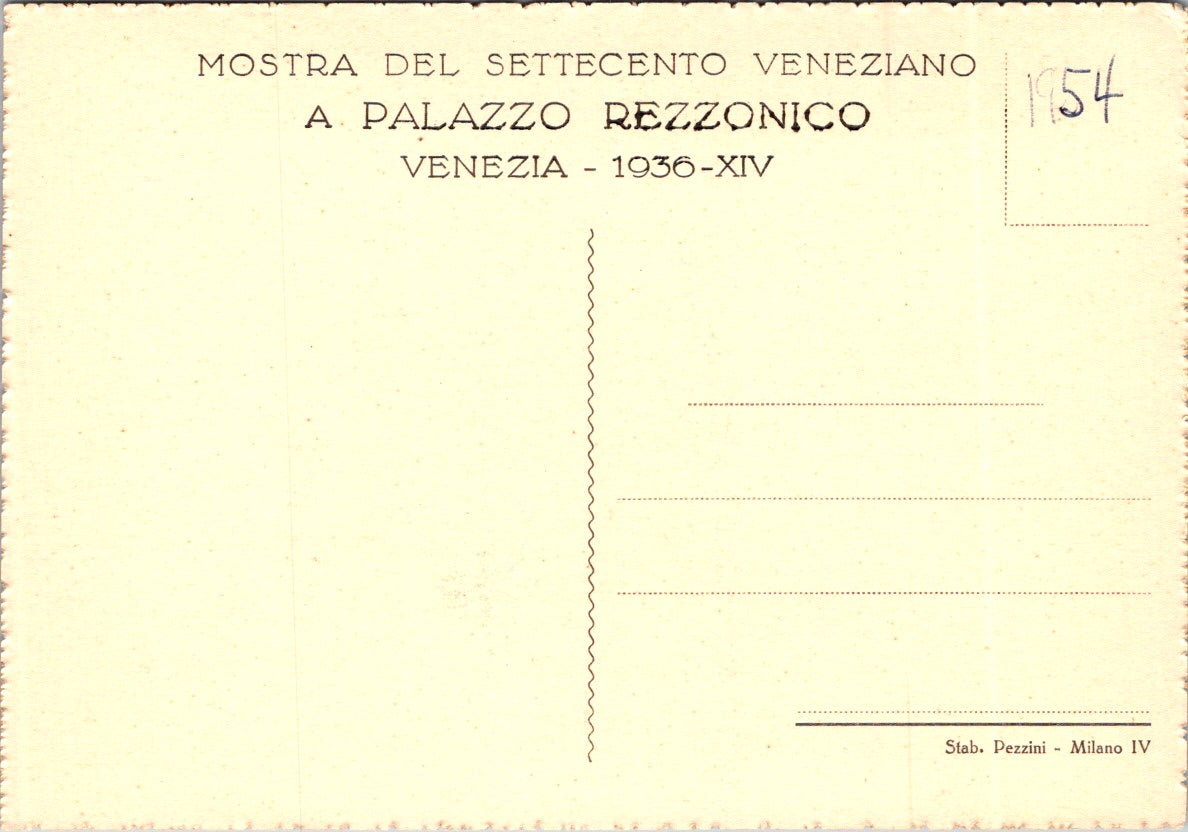 MOSTRA DEL SETTECENTO VENEZIANO
A PALAZZO REZZONICO
VENEZIA - 1936-XIV
1954
Stab. Pezzini - Milano IV